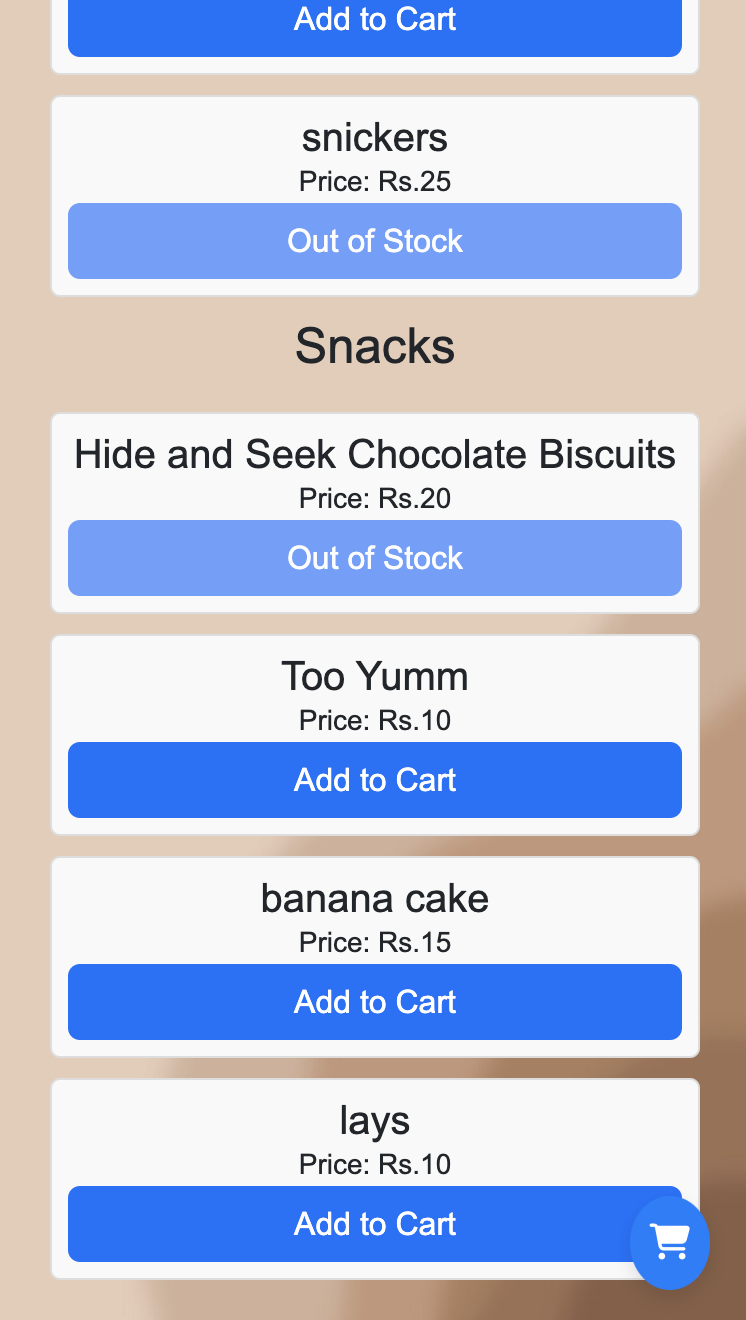 Add to Cart
snickers
Price: Rs.25
Out of Stock
Snacks
Hide and Seek Chocolate Biscuits
Price: Rs.20
Out of Stock
Too Yumm
Price: Rs.10
Add to Cart
banana cake
Price: Rs.15
Add to Cart
lays
Price: Rs.10
Add to Cart